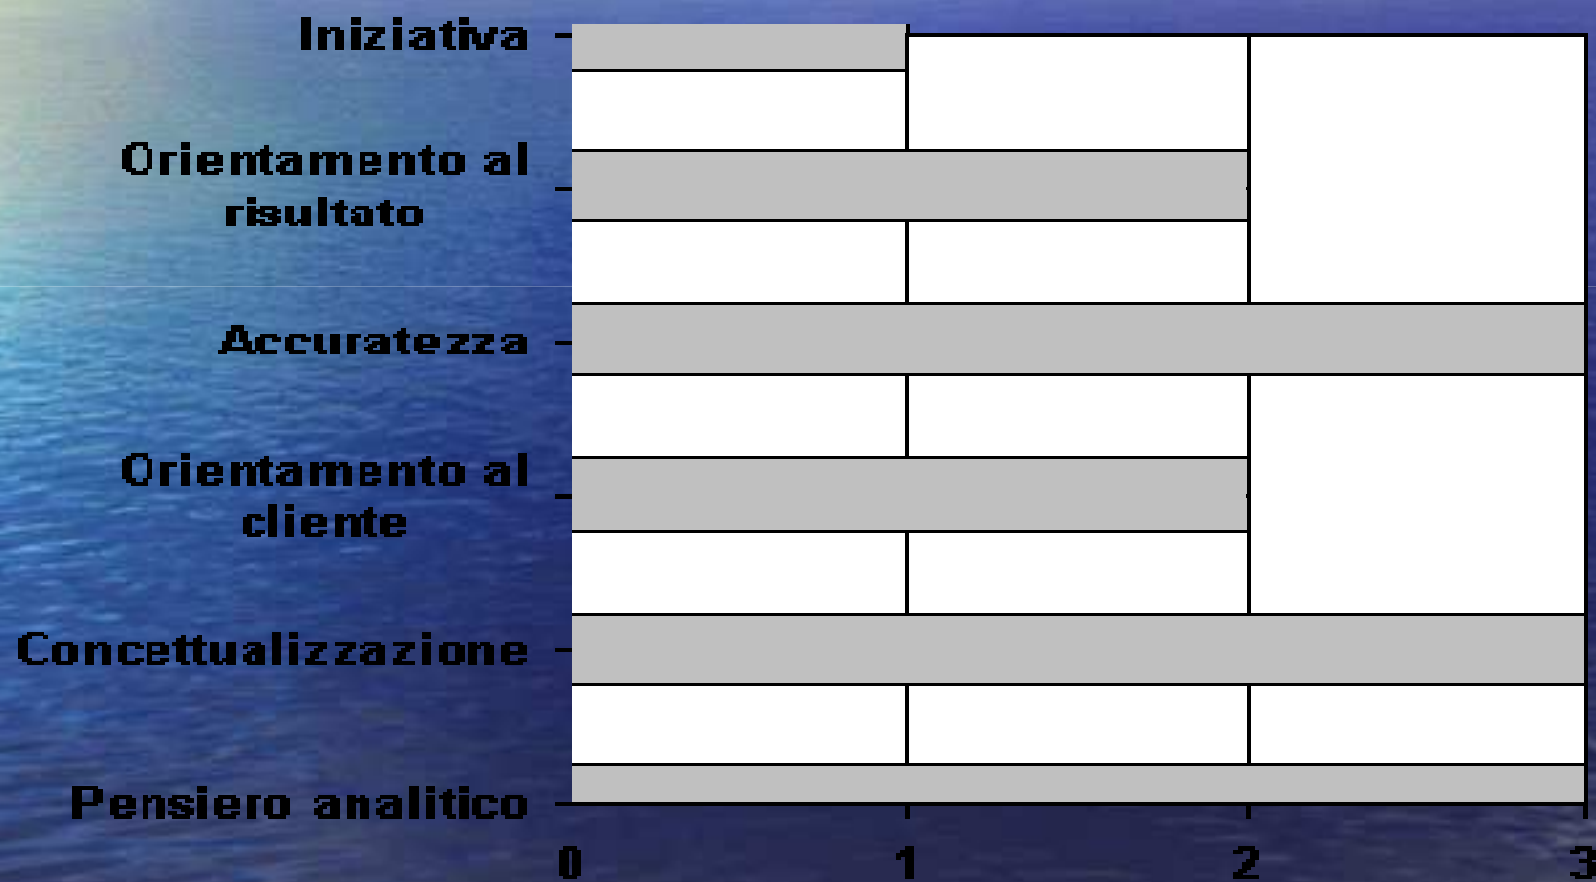 Iniziativa
Orientamento al
risultato
Accuratezza
Orientamento al
cliente
Concettualizzazione
Pensiero analitico
0 1 2 3